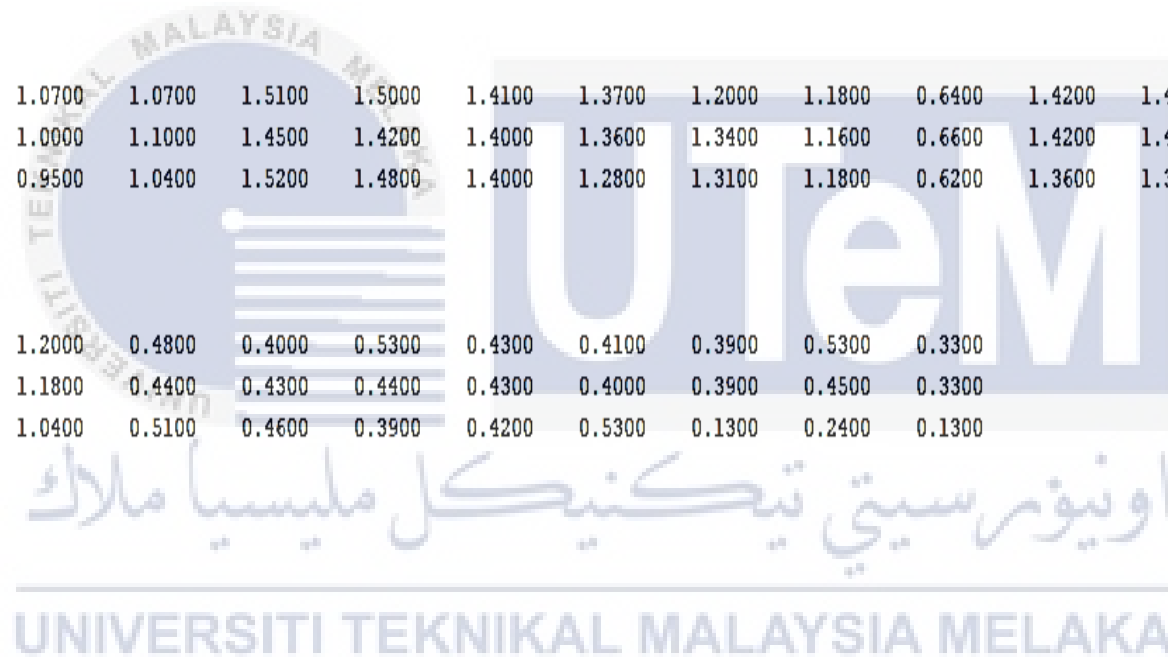 UNIVERSITI TEKNIKAL MALAYSIA MELAKA
1.0700 1.0700 1.5100 1.5000 1.4100 1.3700 1.2000 1.1800 0.6400 1.4200
1.0000 1.1000 1.4500 1.4200 1.4000 1.3600 1.3400 1.1600 0.6600 1.4200
0.9500 1.0400 1.5200 1.4800 1.4000 1.2800 1.3100 1.1800 0.6200 1.3600
UTeM
1.2000 0.4800 0.4000 0.5300 0.4300 0.4100 0.3900 0.5300 0.3300
1.1800 0.4400 0.4300 0.4400 0.4300 0.4000 0.3900 0.4500 0.3300
1.0400 0.5100 0.4600 0.3900 0.4200 0.5300 0.1300 0.2400 0.1300
اونيۏرسيتي تيكنيكل مليسيا ملاك
UNIVERSITI TEKNIKAL MALAYSIA MELAKA